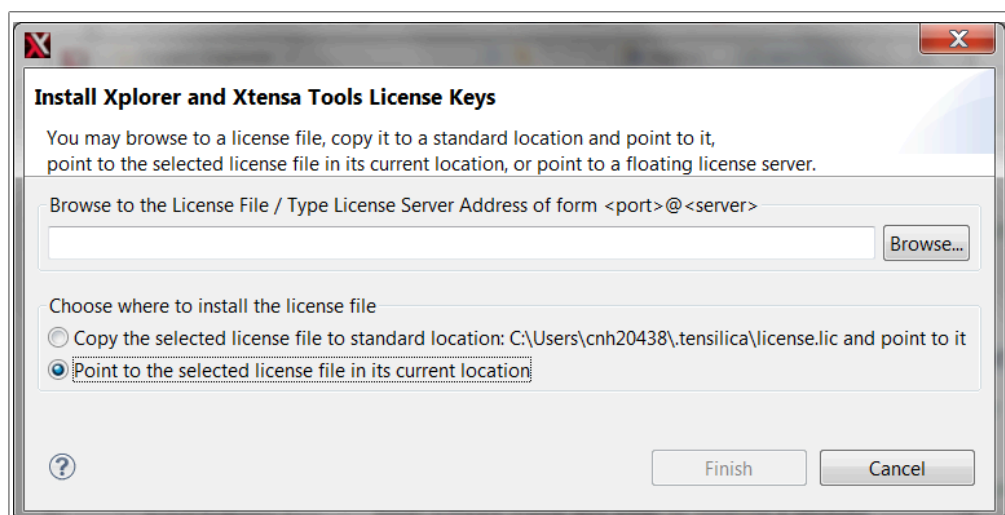 Install Xplorer and Xtensa Tools License Keys
You may browse to a license file, copy it to a standard location and point to it,
point to the selected license file in its current location, or point to a floating license server.
Browse to the License File / Type License Server Address of form <port>@<server>
Browse...
Choose where to install the license file
Copy the selected license file to standard location: C:\Users\cnh20438\.tensilica\license.lic and point to it
Point to the selected license file in its current location
?
Finish
Cancel